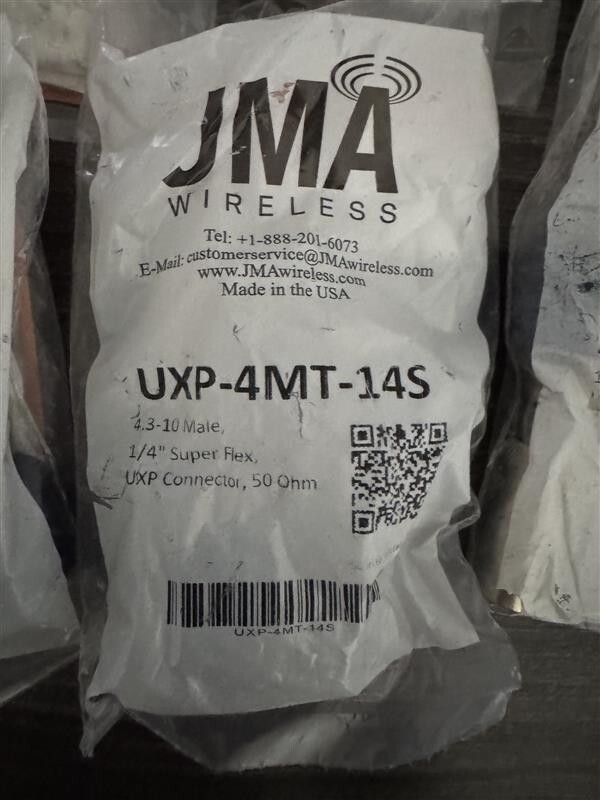 JMA
WIRELESS
Tel: +1-888-201-6073
E-Mail: customerservice@JMAwireless.com
www.JMAwireless.com
Made in the USA
UXP-4MT-14S
4.3-10 Male,
1/4" Super Flex,
UXP Connector, 50 Ohm
UXP-4MT-14S